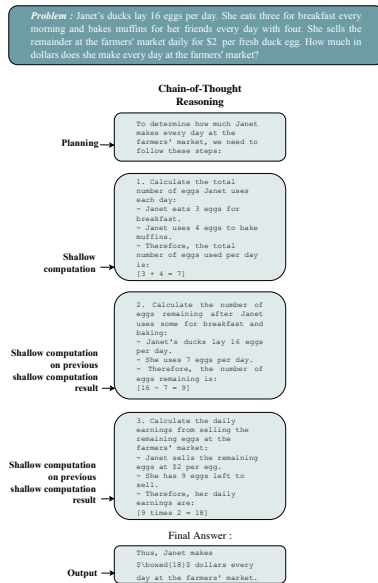 Problem : Janet's ducks lay 16 eggs per day. She eats three for breakfast every
morning and bakes muffins for her friends every day with four. She sells the
remainder at the farmers' market daily for $2 per fresh duck egg. How much in
dollars does she make every day at the farmers' market?
Chain-of-Thought
Reasoning
Planning
To determine how much Janet
makes every day at the
farmers' market, we need to
follow these steps:
Shallow
computation
1. Calculate the total
number of eggs Janet uses
each day:
- Janet eats 3 eggs for
breakfast.
- Janet uses 4 eggs to bake
muffins.
- Therefore, the total
number of eggs used per day
is:
[3 + 4 = 7]
Shallow computation
on previous
shallow computation
result
2. Calculate the number of
eggs remaining after Janet
uses some for breakfast and
baking:
- Janet's ducks lay 16 eggs
per day.
- She uses 7 eggs per day.
- Therefore, the number of
eggs remaining is:
[16 - 7 = 9]
Shallow computation
on previous
shallow computation
result
3. Calculate the daily
earnings from selling the
remaining eggs at the
farmers' market:
- Janet sells the remaining
eggs at $2 per egg.
- She has 9 eggs left to
sell.
- Therefore, her daily
earnings are:
[9 times 2 = 18]
Final Answer :
Output
Thus, Janet makes
$\boxed{18}$ dollars every
day at the farmers' market.